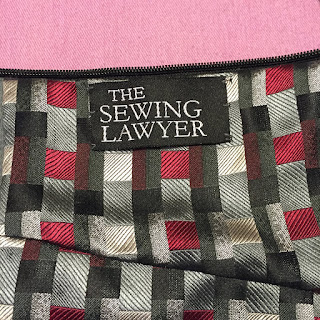 THE
SEWING
LAWYER